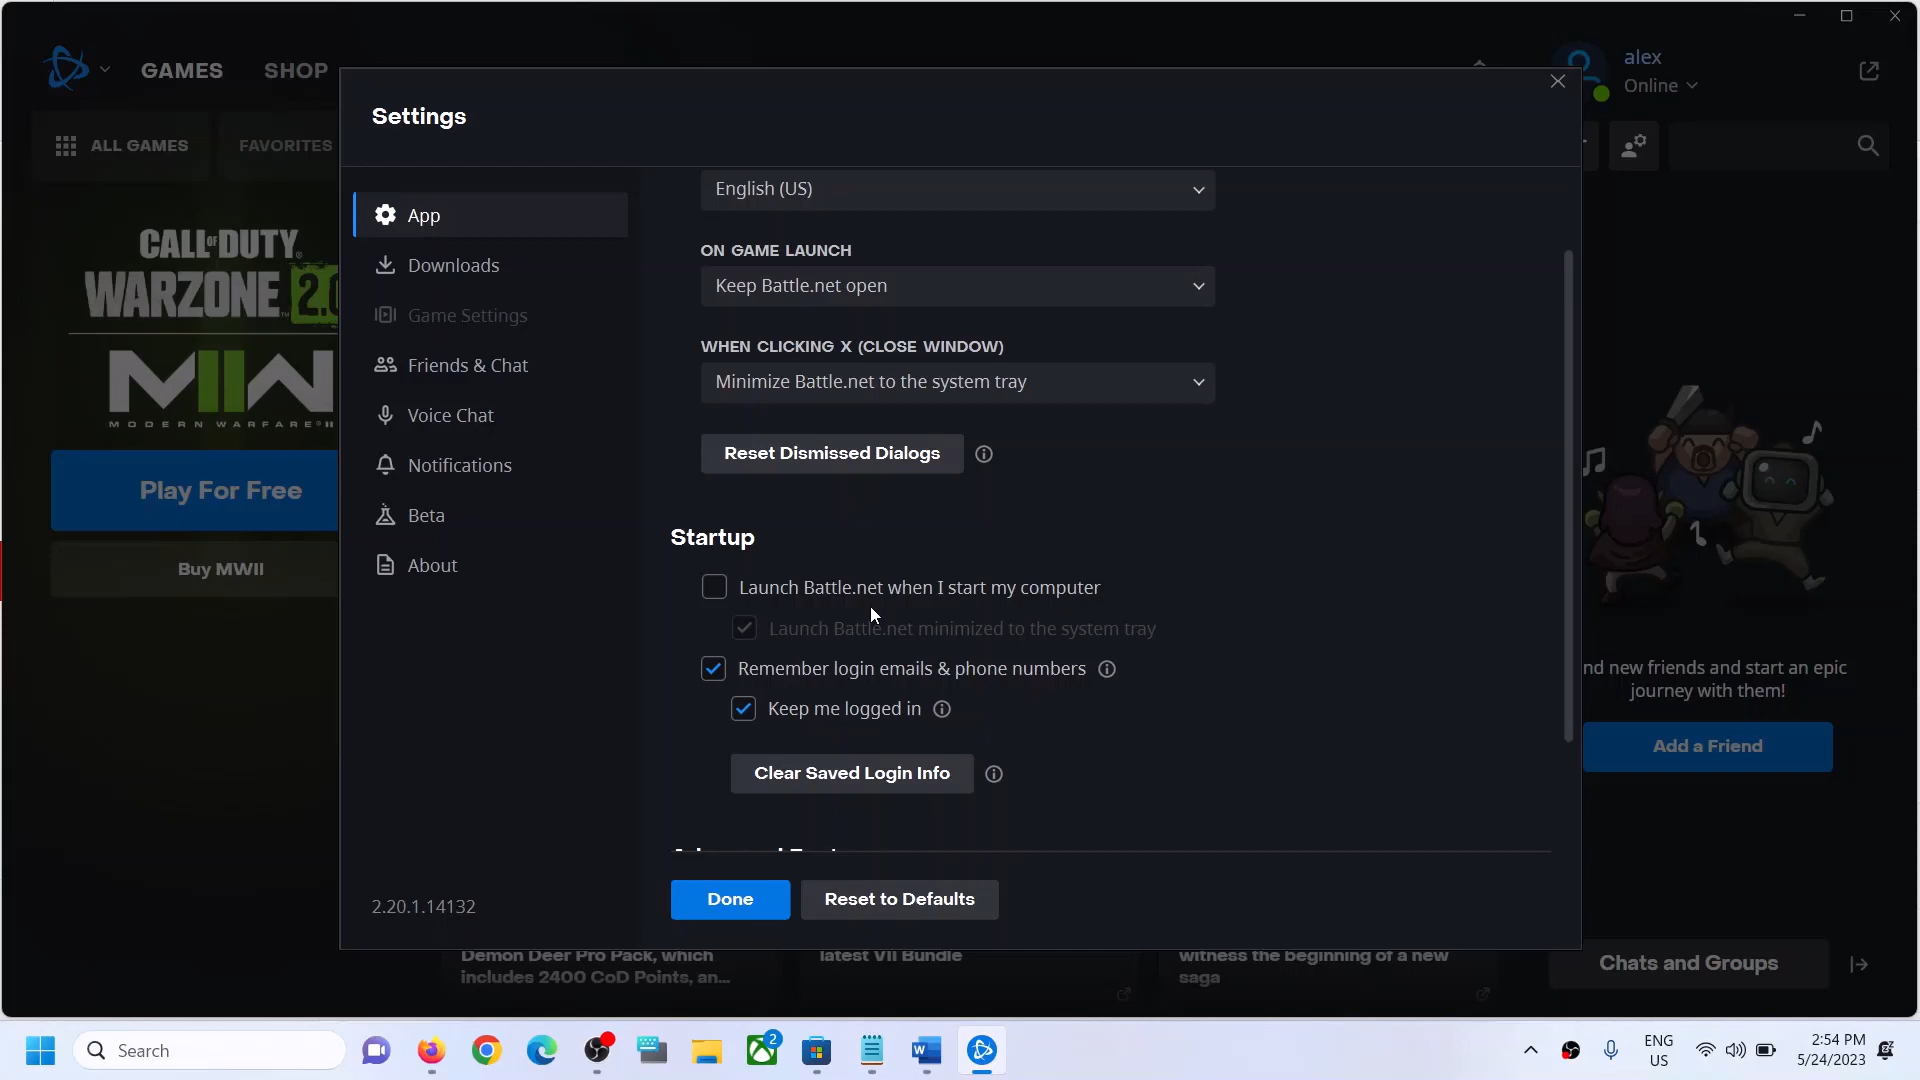 GAMES
SHOP
alex
Online
Settings
ALL GAMES
FAVORITES
App
English (US)
Downloads
ON GAME LAUNCH
Keep Battle.net open
Game Settings
CALL OF DUTY
WARZONE 2.0
MWII
MODERN WARFARE II
Friends & Chat
WHEN CLICKING X (CLOSE WINDOW)
Minimize Battle.net to the system tray
Voice Chat
Reset Dismissed Dialogs
Notifications
Play For Free
Beta
Startup
About
Buy MWII
Launch Battle.net when I start my computer
Launch Battle.net minimized to the system tray
Remember login emails & phone numbers
nd new friends and start an epic
journey with them!
Keep me logged in
Add a Friend
Clear Saved Login Info
Done
Reset to Defaults
2.20.1.14132
Demon Deer Pro Pack, which
includes 2400 CoD Points, an...
latest VII Bundle
witness the beginning of a new
saga
Chats and Groups
Search
2
ENG
US
2:54 PM
5/24/2023